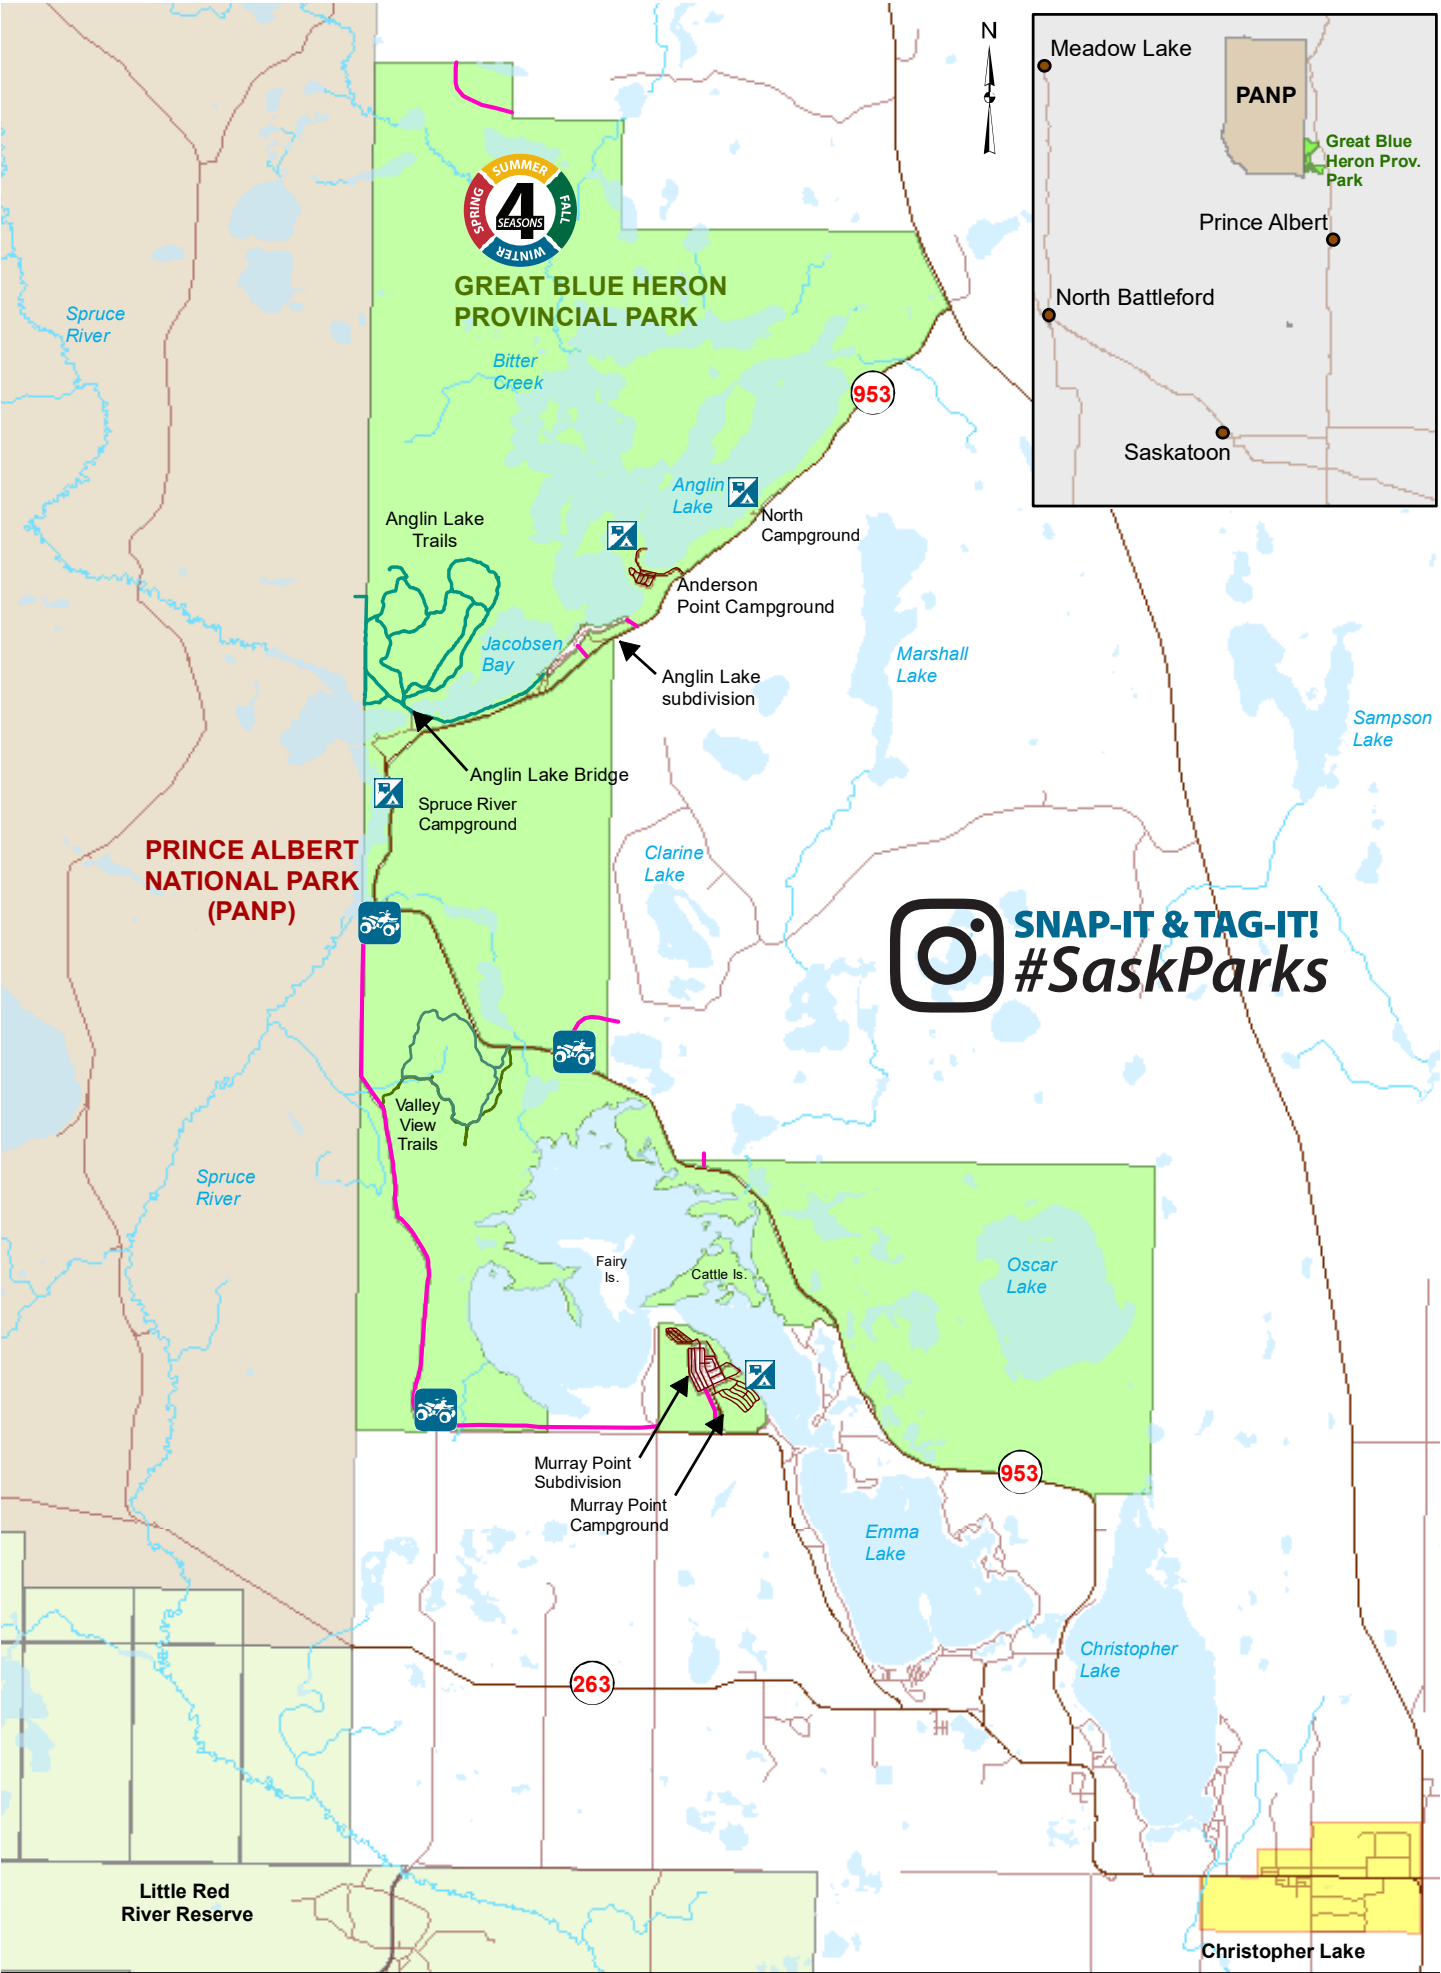 N
Meadow Lake
PANP
Great Blue
Heron Prov.
Park
Prince Albert
North Battleford
Saskatoon
SUMMER
SPRING
FALL
4
SEASONS
WINTER
GREAT BLUE HERON
PROVINCIAL PARK
Spruce
River
Bitter
Creek
953
Anglin
Lake
North
Campground
Anglin Lake
Trails
Anderson
Point Campground
Jacobsen
Bay
Anglin Lake
subdivision
Marshall
Lake
Sampson
Lake
Anglin Lake Bridge
Spruce River
Campground
PRINCE ALBERT
NATIONAL PARK
(PANP)
Clarine
Lake
SNAP-IT & TAG-IT!
#SaskParks
Valley
View
Trails
Spruce
River
Fairy
Is.
Cattle Is.
Oscar
Lake
Murray Point
Subdivision
Murray Point
Campground
953
Emma
Lake
Christopher
Lake
263
Little Red
River Reserve
Christopher Lake